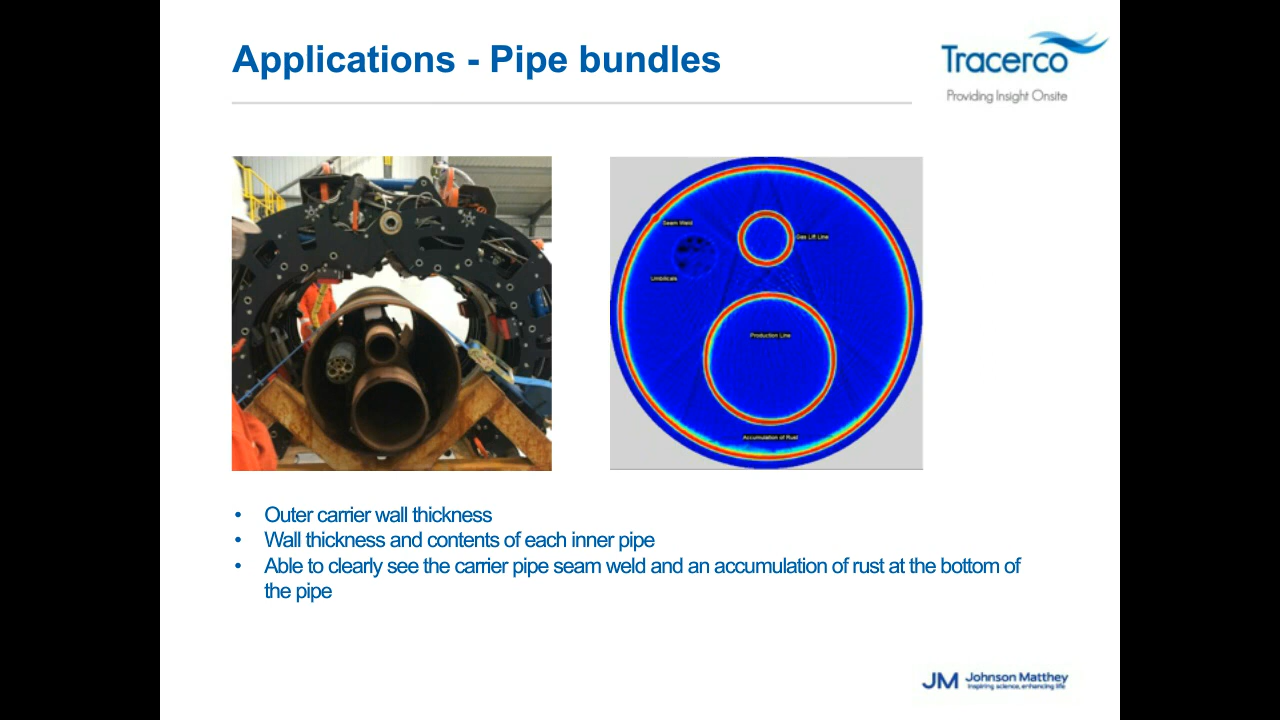 Applications - Pipe bundles
Tracerco
Providing Insight Onsite
Seam Weld
Gas Lift Line
Umbilicals
Production Line
Accumulation of Rust
• Outer carrier wall thickness
• Wall thickness and contents of each inner pipe
• Able to clearly see the carrier pipe seam weld and an accumulation of rust at the bottom of
the pipe
JM Johnson Matthey
Inspiring science, enhancing life